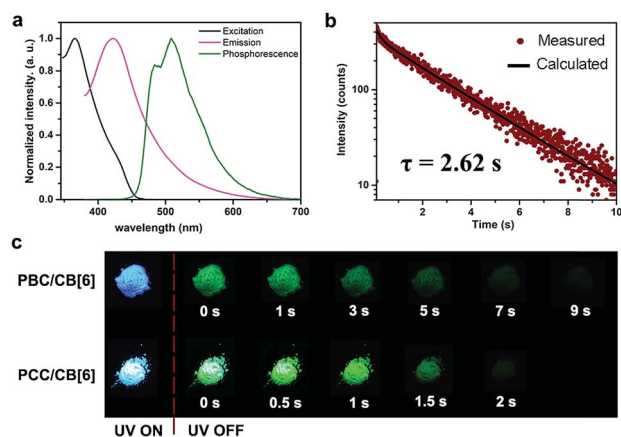 a
Excitation
Emission
Phosphorescence
Normalized intensity. (a. u.)
1.0
0.8
0.6
0.4
0.2
0.0
400 500 600 700
wavelength (nm)
b
Measured
Calculated
Intensity (counts)
100
10
τ = 2.62 s
2 4 6 8 10
Time (s)
c
PBC/CB[6]
0 s 1 s 3 s 5 s 7 s 9 s
PCC/CB[6]
0 s 0.5 s 1 s 1.5 s 2 s
UV ON UV OFF